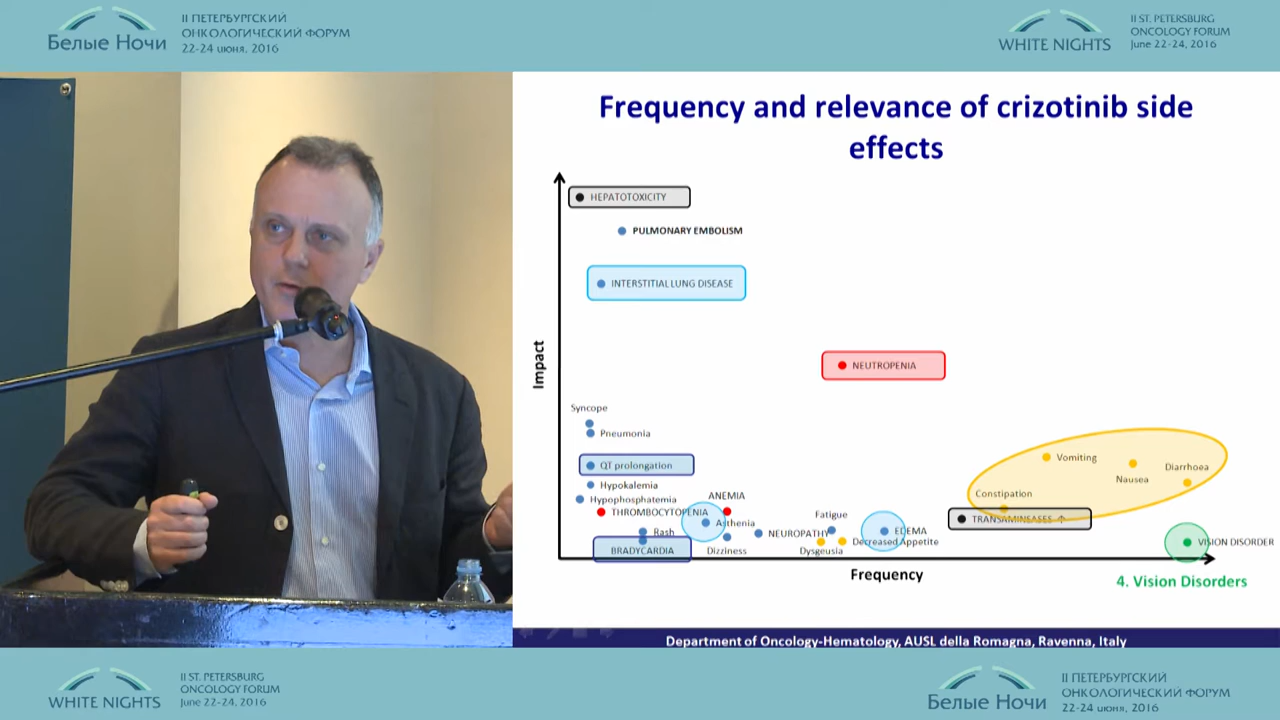 Белые Ночи
II ПЕТЕРБУРГСКИЙ
ОНКОЛОГИЧЕСКИЙ ФОРУМ
22-24 июня, 2016
WHITE NIGHTS
II ST. PETERSBURG
ONCOLOGY FORUM
June 22-24, 2016
Frequency and relevance of crizotinib side
effects
HEPATOTOXICITY
PULMONARY EMBOLISM
INTERSTITIAL LUNG DISEASE
Impact
NEUTROPENIA
Syncope
Pneumonia
QT prolongation
Hypokalemia
Hypophosphatemia
ANEMIA
THROMBOCYTOPENIA
Asthenia
Rash
BRADYCARDIA
Dizziness
NEUROPATHY
Fatigue
Dysgeusia
EDEMA
Decreased Appetite
Vomiting
Nausea
Diarrhoea
Constipation
TRANSAMINESES
VISION DISORDER
Frequency
4. Vision Disorders
Department of Oncology-Hematology, AUSL della Romagna, Ravenna, Italy
WHITE NIGHTS
II ST. PETERSBURG
ONCOLOGY FORUM
June 22-24, 2016
Белые Ночи
II ПЕТЕРБУРГСКИЙ
ОНКОЛОГИЧЕСКИЙ ФОРУМ
22-24 июня, 2016